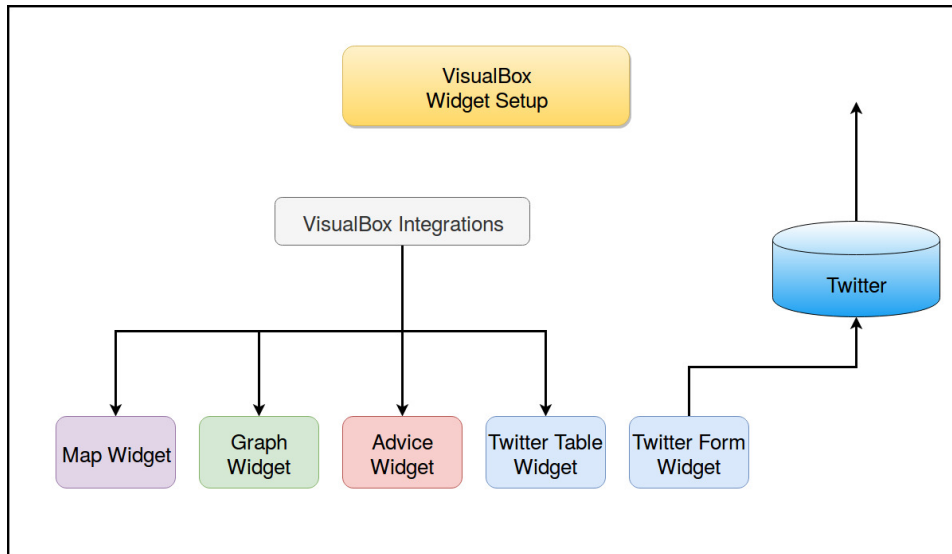 VisualBox
Widget Setup
VisualBox Integrations
Twitter
Map Widget
Graph
Widget
Advice
Widget
Twitter Table
Widget
Twitter Form
Widget